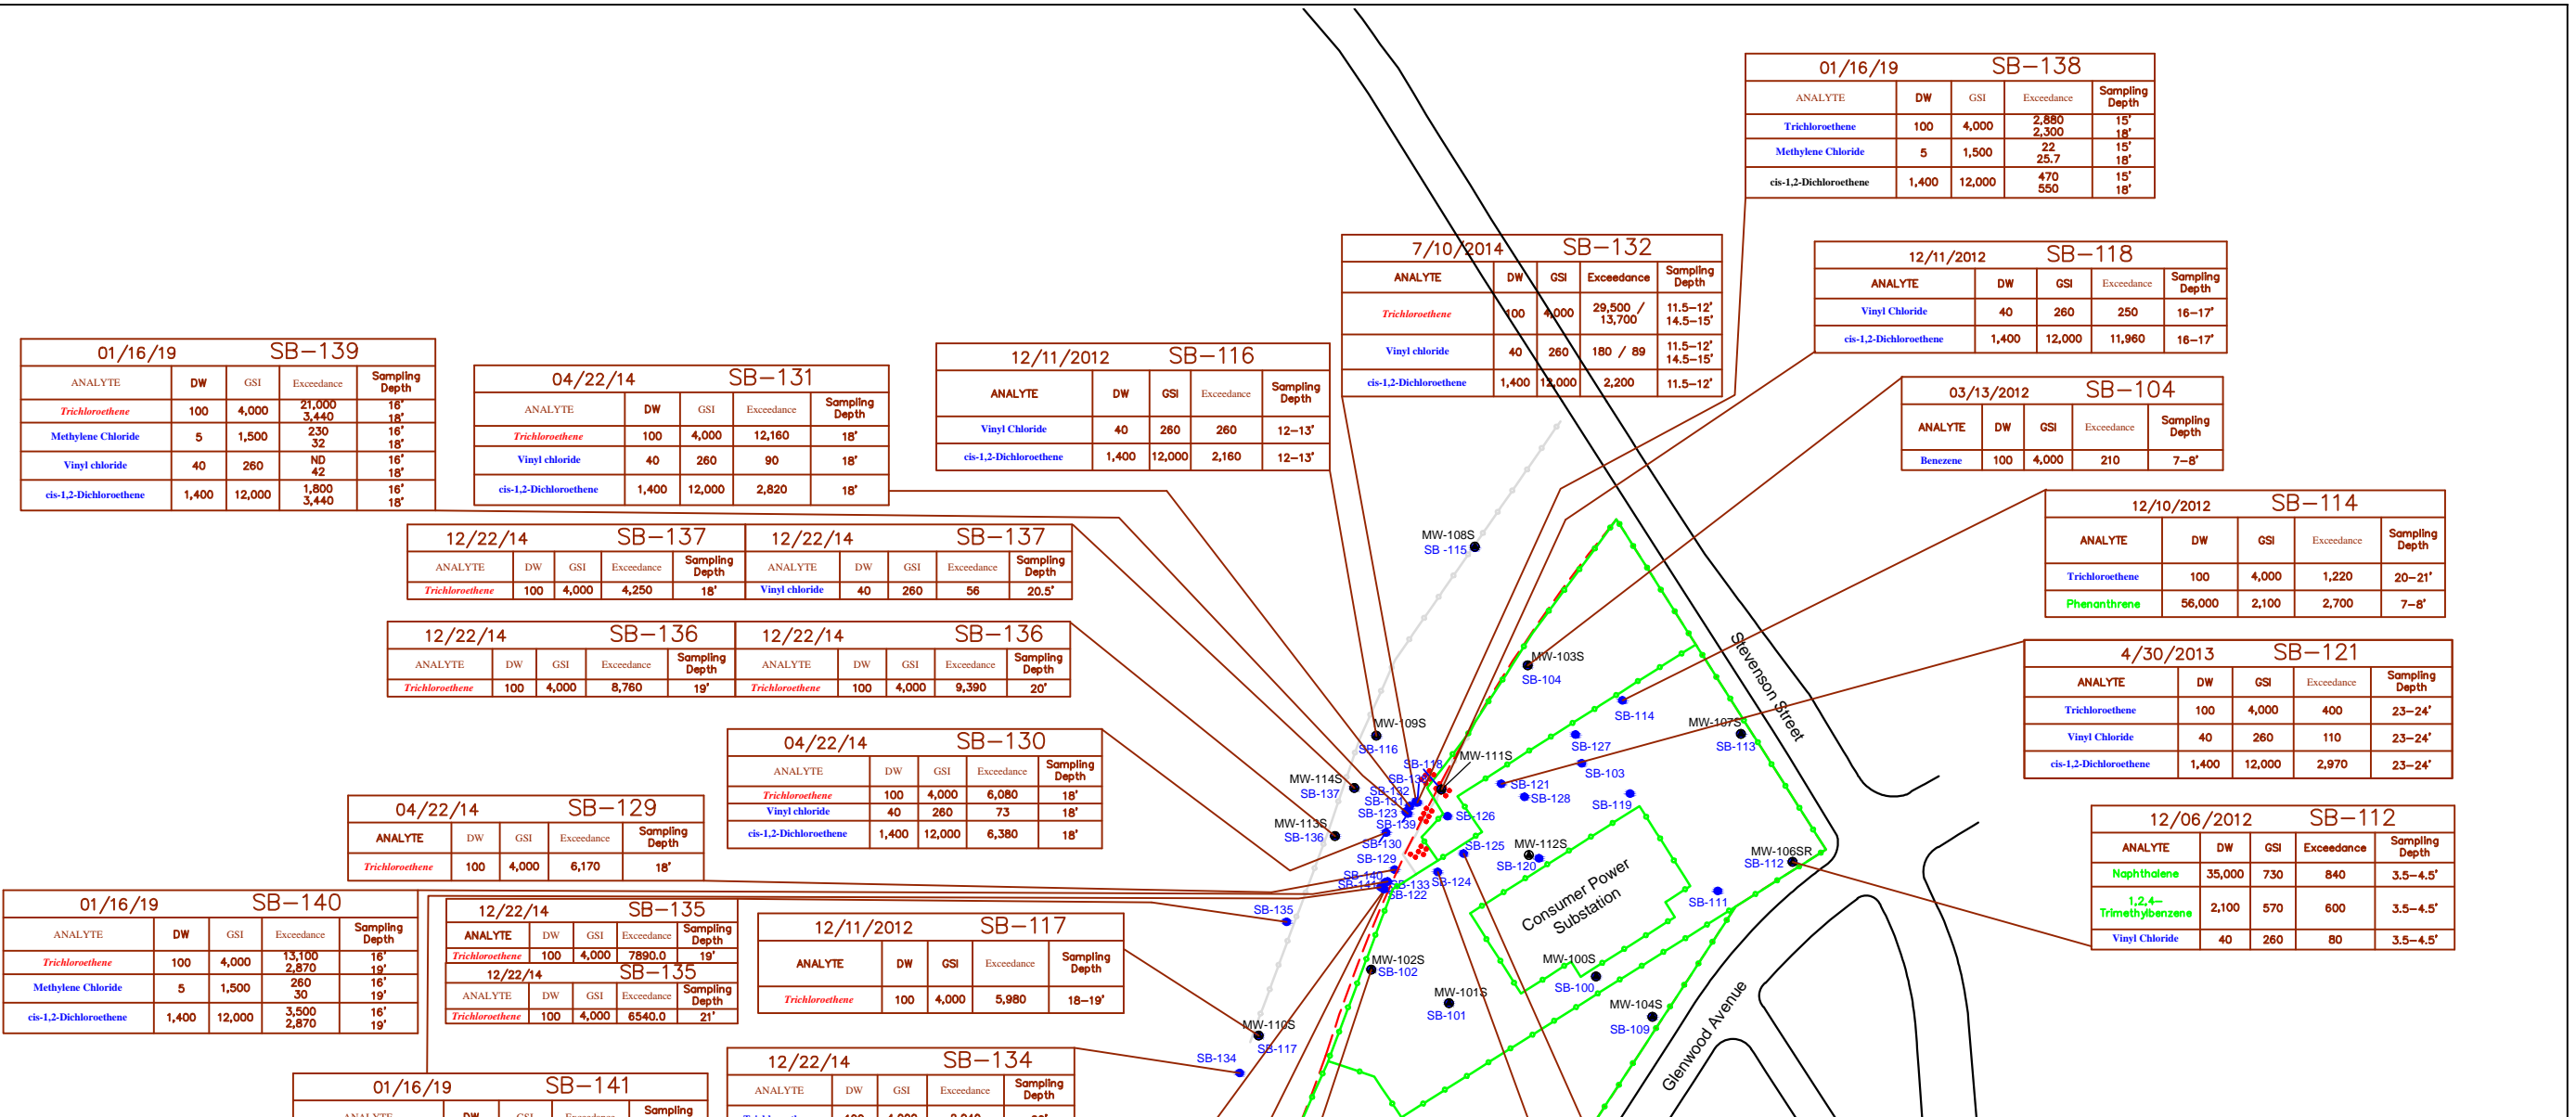 01/16/19 SB-138
ANALYTE DW GSI Exceedance Sampling Depth
Trichloroethene 100 4,000 2,880 15'
2,300 18'
Methylene Chloride 5 1,500 22 15'
25.7 18'
cis-1,2-Dichloroethene 1,400 12,000 470 15'
550 18'
7/10/2014 SB-132
ANALYTE DW GSI Exceedance Sampling Depth
Trichloroethene 100 4,000 29,500 / 11.5-12'
13,700 14.5-15'
Vinyl chloride 40 260 180 / 89 11.5-12'
14.5-15'
cis-1,2-Dichloroethene 1,400 12,000 2,200 11.5-12'
12/11/2012 SB-118
ANALYTE DW GSI Exceedance Sampling Depth
Vinyl Chloride 40 260 250 16-17'
cis-1,2-Dichloroethene 1,400 12,000 11,960 16-17'
01/16/19 SB-139
ANALYTE DW GSI Exceedance Sampling Depth
Trichloroethene 100 4,000 21,000 16'
3,440 18'
Methylene Chloride 5 1,500 230 16'
32 18'
Vinyl chloride 40 260 ND 16'
42 18'
cis-1,2-Dichloroethene 1,400 12,000 1,800 16'
3,440 18'
04/22/14 SB-131
ANALYTE DW GSI Exceedance Sampling Depth
Trichloroethene 100 4,000 12,160 18'
Vinyl chloride 40 260 90 18'
cis-1,2-Dichloroethene 1,400 12,000 2,820 18'
12/11/2012 SB-116
ANALYTE DW GSI Exceedance Sampling Depth
Vinyl Chloride 40 260 260 12-13'
cis-1,2-Dichloroethene 1,400 12,000 2,160 12-13'
03/13/2012 SB-104
ANALYTE DW GSI Exceedance Sampling Depth
Benezene 100 4,000 210 7-8'
12/10/2012 SB-114
ANALYTE DW GSI Exceedance Sampling Depth
Trichloroethene 100 4,000 1,220 20-21'
Phenanthrene 56,000 2,100 2,700 7-8'
12/22/14 SB-137
ANALYTE DW GSI Exceedance Sampling Depth
Trichloroethene 100 4,000 4,250 18'
12/22/14 SB-137
ANALYTE DW GSI Exceedance Sampling Depth
Vinyl chloride 40 260 56 20.5'
12/22/14 SB-136
ANALYTE DW GSI Exceedance Sampling Depth
Trichloroethene 100 4,000 8,760 19'
12/22/14 SB-136
ANALYTE DW GSI Exceedance Sampling Depth
Trichloroethene 100 4,000 9,390 20'
4/30/2013 SB-121
ANALYTE DW GSI Exceedance Sampling Depth
Trichloroethene 100 4,000 400 23-24'
Vinyl Chloride 40 260 110 23-24'
cis-1,2-Dichloroethene 1,400 12,000 2,970 23-24'
04/22/14 SB-130
ANALYTE DW GSI Exceedance Sampling Depth
Trichloroethene 100 4,000 6,080 18'
Vinyl chloride 40 260 73 18'
cis-1,2-Dichloroethene 1,400 12,000 6,380 18'
04/22/14 SB-129
ANALYTE DW GSI Exceedance Sampling Depth
Trichloroethene 100 4,000 6,170 18'
12/06/2012 SB-112
ANALYTE DW GSI Exceedance Sampling Depth
Naphthalene 35,000 730 840 3.5-4.5'
1,2,4-
Trimethylbenzene 2,100 570 600 3.5-4.5'
Vinyl Chloride 40 260 80 3.5-4.5'
01/16/19 SB-140
ANALYTE DW GSI Exceedance Sampling Depth
Trichloroethene 100 4,000 13,100 16'
2,870 19'
Methylene Chloride 5 1,500 260 16'
30 19'
cis-1,2-Dichloroethene 1,400 12,000 3,500 16'
2,870 19'
12/22/14 SB-135
ANALYTE DW GSI Exceedance Sampling Depth
Trichloroethene 100 4,000 7890.0 19'
12/22/14 SB-135
ANALYTE DW GSI Exceedance Sampling Depth
Trichloroethene 100 4,000 6540.0 21'
12/11/2012 SB-117
ANALYTE DW GSI Exceedance Sampling Depth
Trichloroethene 100 4,000 5,980 18-19'
12/22/14 SB-134
ANALYTE DW GSI Exceedance Sampling Depth
01/16/19 SB-141
Sampling
MW-108S
SB -115
MW-103S
SB-104
SB-114
MW-109S
SB-116
MW-107S
SB-113
SB-127
SB-103
MW-111S
SB-118
MW-114S
SB-137
SB-132
SB-131
SB-123
SB-139
SB-121
SB-128
SB-119
SB-126
MW-113S
SB-136
SB-130
SB-125
MW-112S
SB-120
MW-106SR
SB-112
SB-129
SB-140
SB-133
SB-124
SB-122
SB-111
SB-135
Consumer Power
Substation
MW-102S
SB-102
MW-100S
SB-100
MW-101S
SB-101
MW-104S
SB-109
MW-110S
SB-117
SB-134
Stevenson Street
Glenwood Avenue